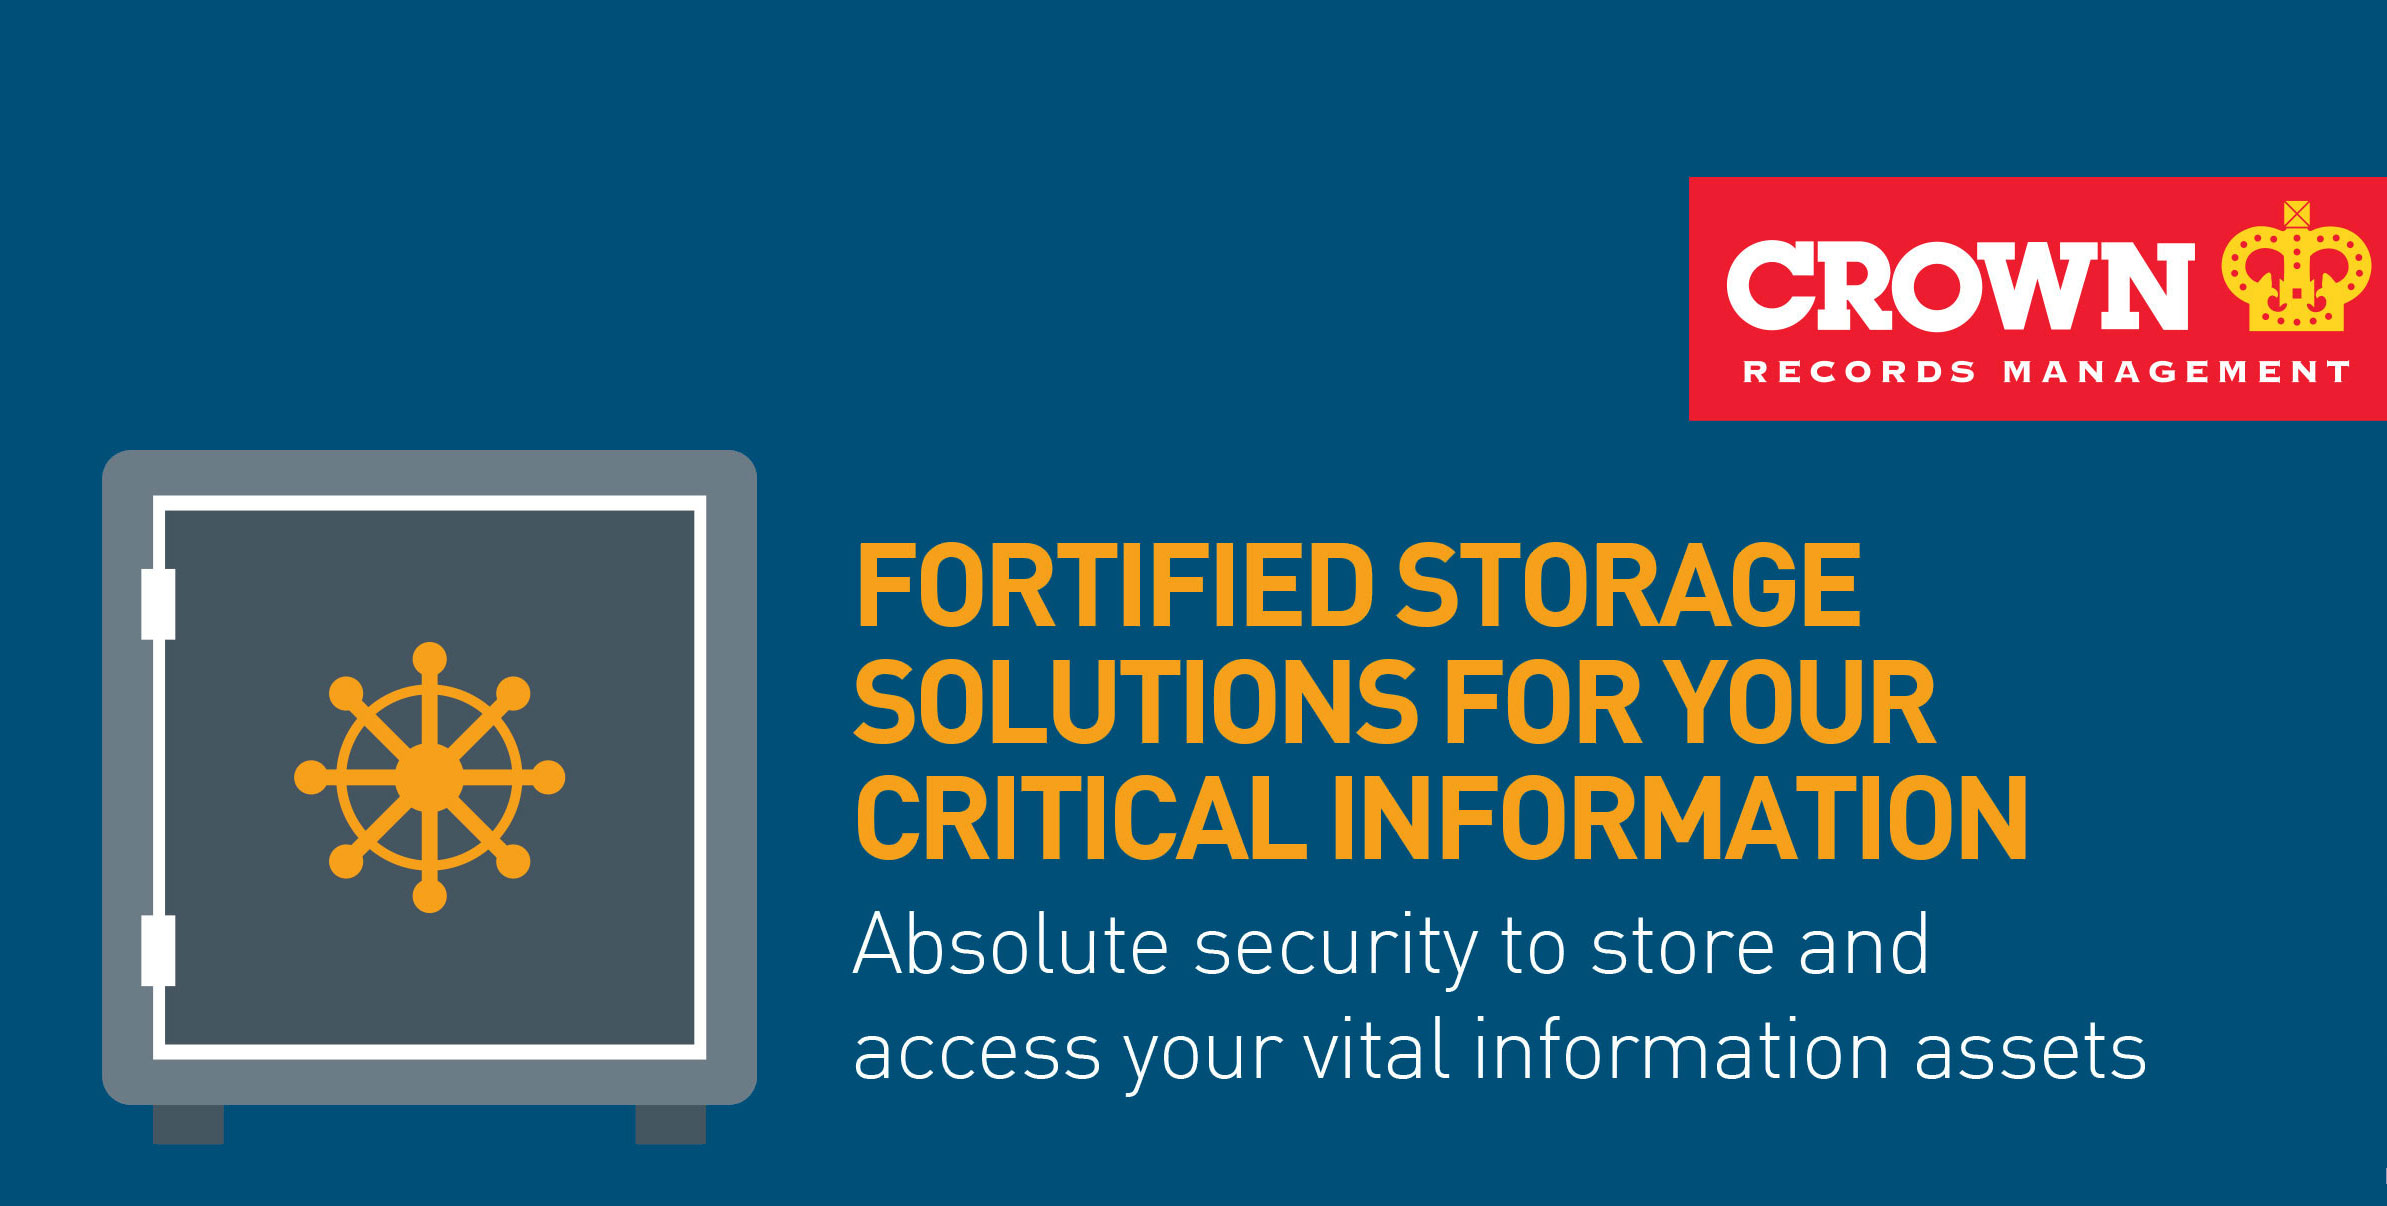 CROWN
RECORDS MANAGEMENT
FORTIFIED STORAGE
SOLUTIONS FOR YOUR
CRITICAL INFORMATION
Absolute security to store and
access your vital information assets